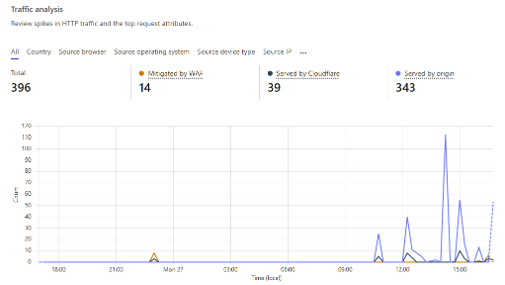 Traffic analysis
Review spikes in HTTP traffic and the top request attributes.
All Country Source browser Source operating system Source device type Source IP ...
Total Mitigated by WAF Served by Cloudflare Served by origin
396 14 39 343
120
110
100
90
80
70
60
50
40
30
20
10
0
Count
18:00 21:00 Mon 27 03:00 06:00 09:00 12:00 15:00
Time (local)